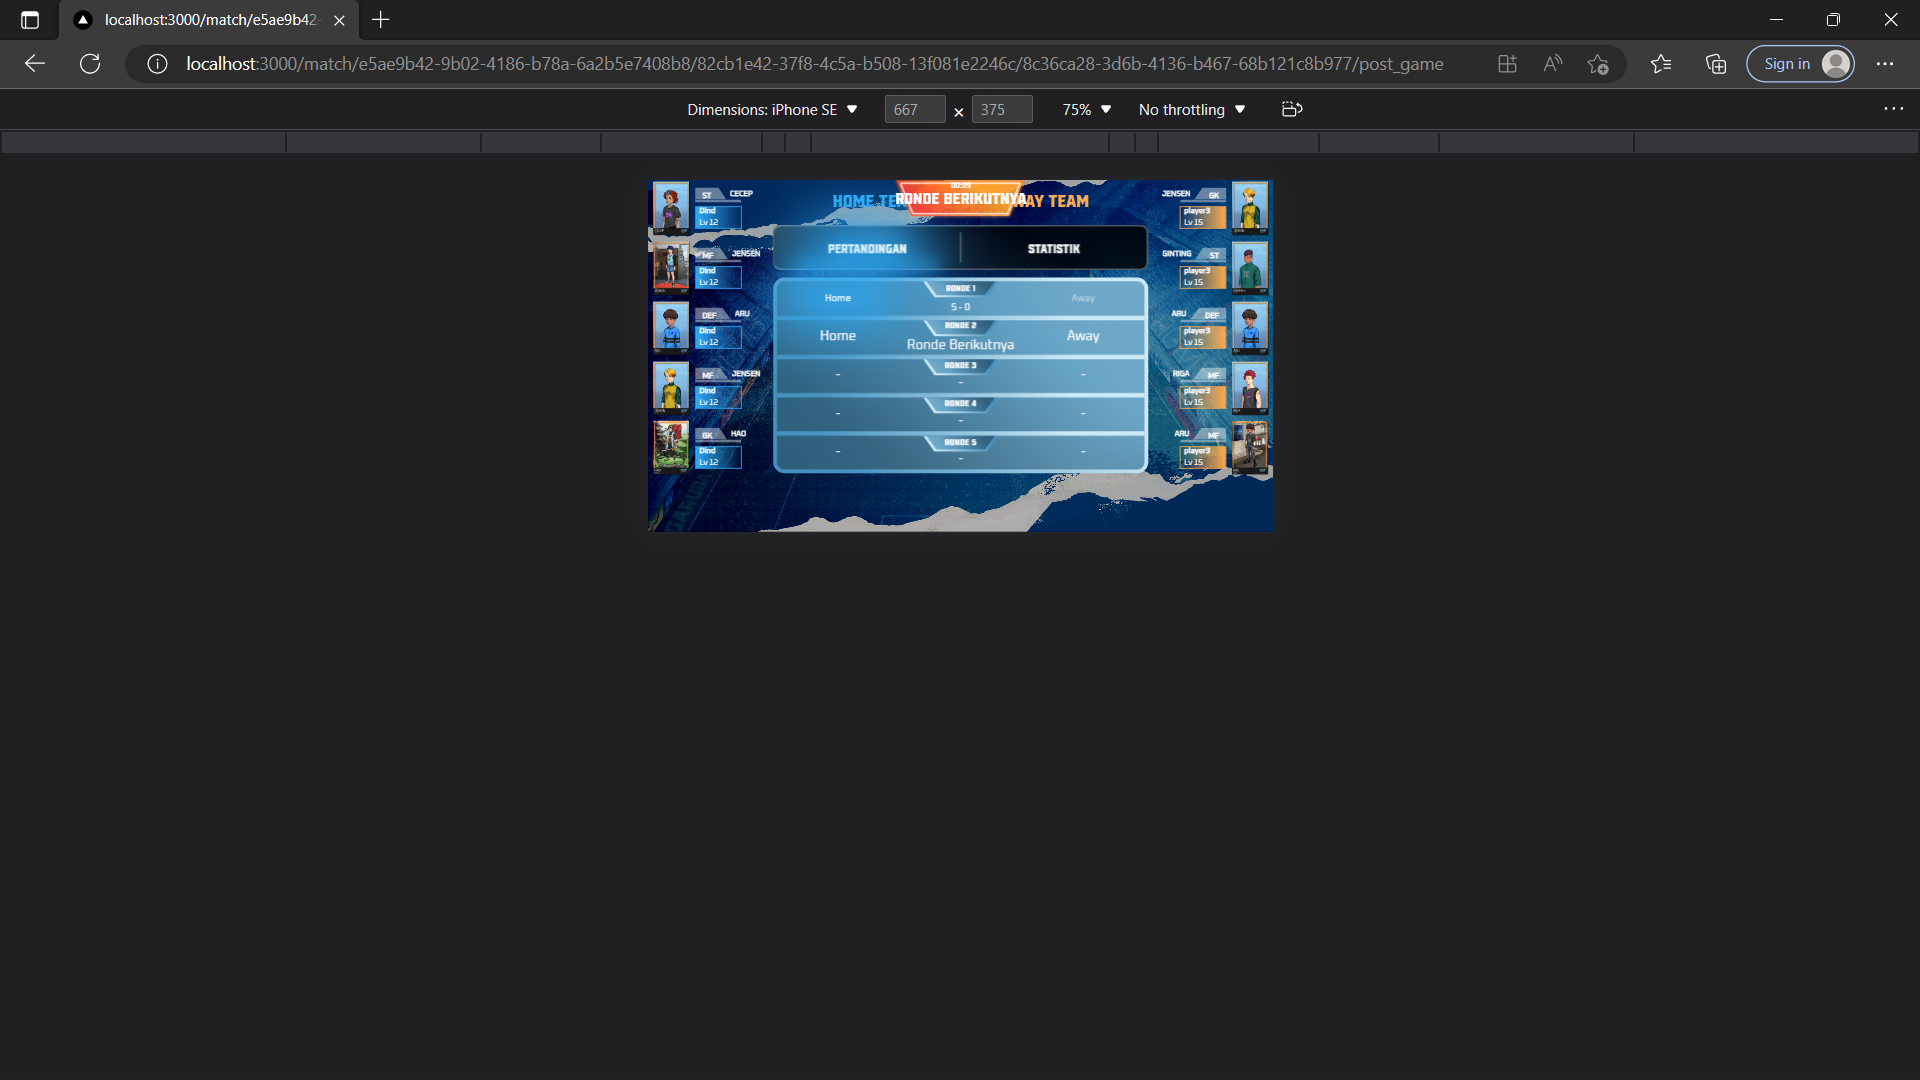 localhost:3000/match/e5ae9b42-
localhost:3000/match/e5ae9b42-9b02-4186-b78a-6a2b5e7408b8/82cb1e42-37f8-4c5a-b508-13f081e2246c/8c36ca28-3d6b-4136-b467-68b121c8b977/post_game
Sign in
Dimensions: iPhone SE 667 × 375 75% No throttling
00:09
HOME TE RONDE BERIKUTNYA AY TEAM
PERTANDINGAN STATISTIK
RONDE 1
Home Away
5 - 0
RONDE 2
Home Away
Ronde Berikutnya
RONDE 3
- - -
RONDE 4
- - -
RONDE 5
- - -
ST CECEP
Dind
Lv 12
MF JENSEN
Dind
Lv 12
DEF ARU
Dind
Lv 12
MF JENSEN
Dind
Lv 12
GK HAO
Dind
Lv 12
JENSEN GK
player3
Lv 15
GINTING ST
player3
Lv 15
ARU DEF
player3
Lv 15
RIGA MF
player3
Lv 15
ARU MF
player3
Lv 15